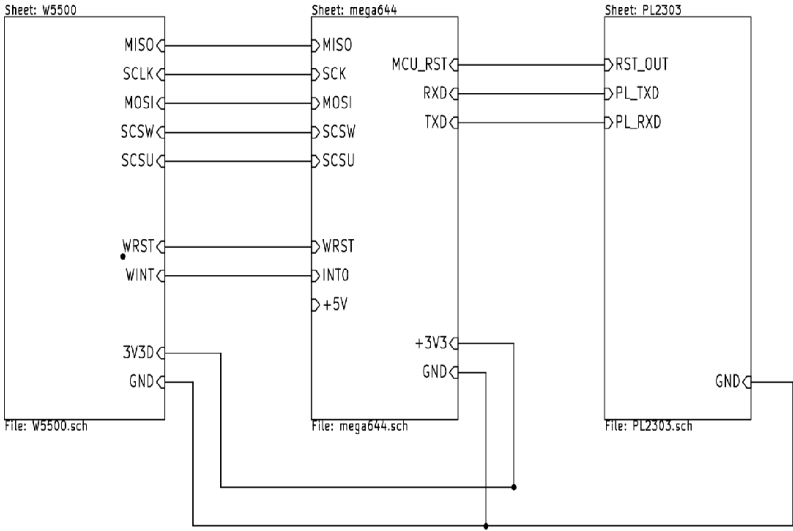 Sheet: W5500
MISO
SCLK
MOSI
SCSW
SCSU
WRST
WINT
3V3D
GND
File: W5500.sch
Sheet: mega644
MISO
SCK
MOSI
SCSW
SCSU
WRST
INT0
+5V
MCU_RST
RXD
TXD
+3V3
GND
File: mega644.sch
Sheet: PL2303
RST_OUT
PL_TXD
PL_RXD
GND
File: PL2303.sch